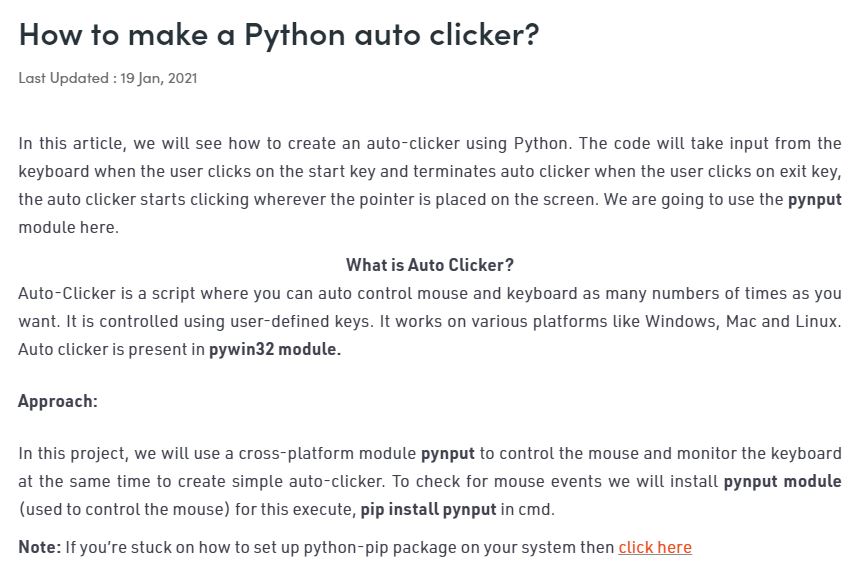 How to make a Python auto clicker?
Last Updated : 19 Jan, 2021
In this article, we will see how to create an auto-clicker using Python. The code will take input from the
keyboard when the user clicks on the start key and terminates auto clicker when the user clicks on exit key,
the auto clicker starts clicking wherever the pointer is placed on the screen. We are going to use the pynput
module here.
What is Auto Clicker?
Auto-Clicker is a script where you can auto control mouse and keyboard as many numbers of times as you
want. It is controlled using user-defined keys. It works on various platforms like Windows, Mac and Linux.
Auto clicker is present in pywin32 module.
Approach:
In this project, we will use a cross-platform module pynput to control the mouse and monitor the keyboard
at the same time to create simple auto-clicker. To check for mouse events we will install pynput module
(used to control the mouse) for this execute, pip install pynput in cmd.
Note: If you're stuck on how to set up python-pip package on your system then click here